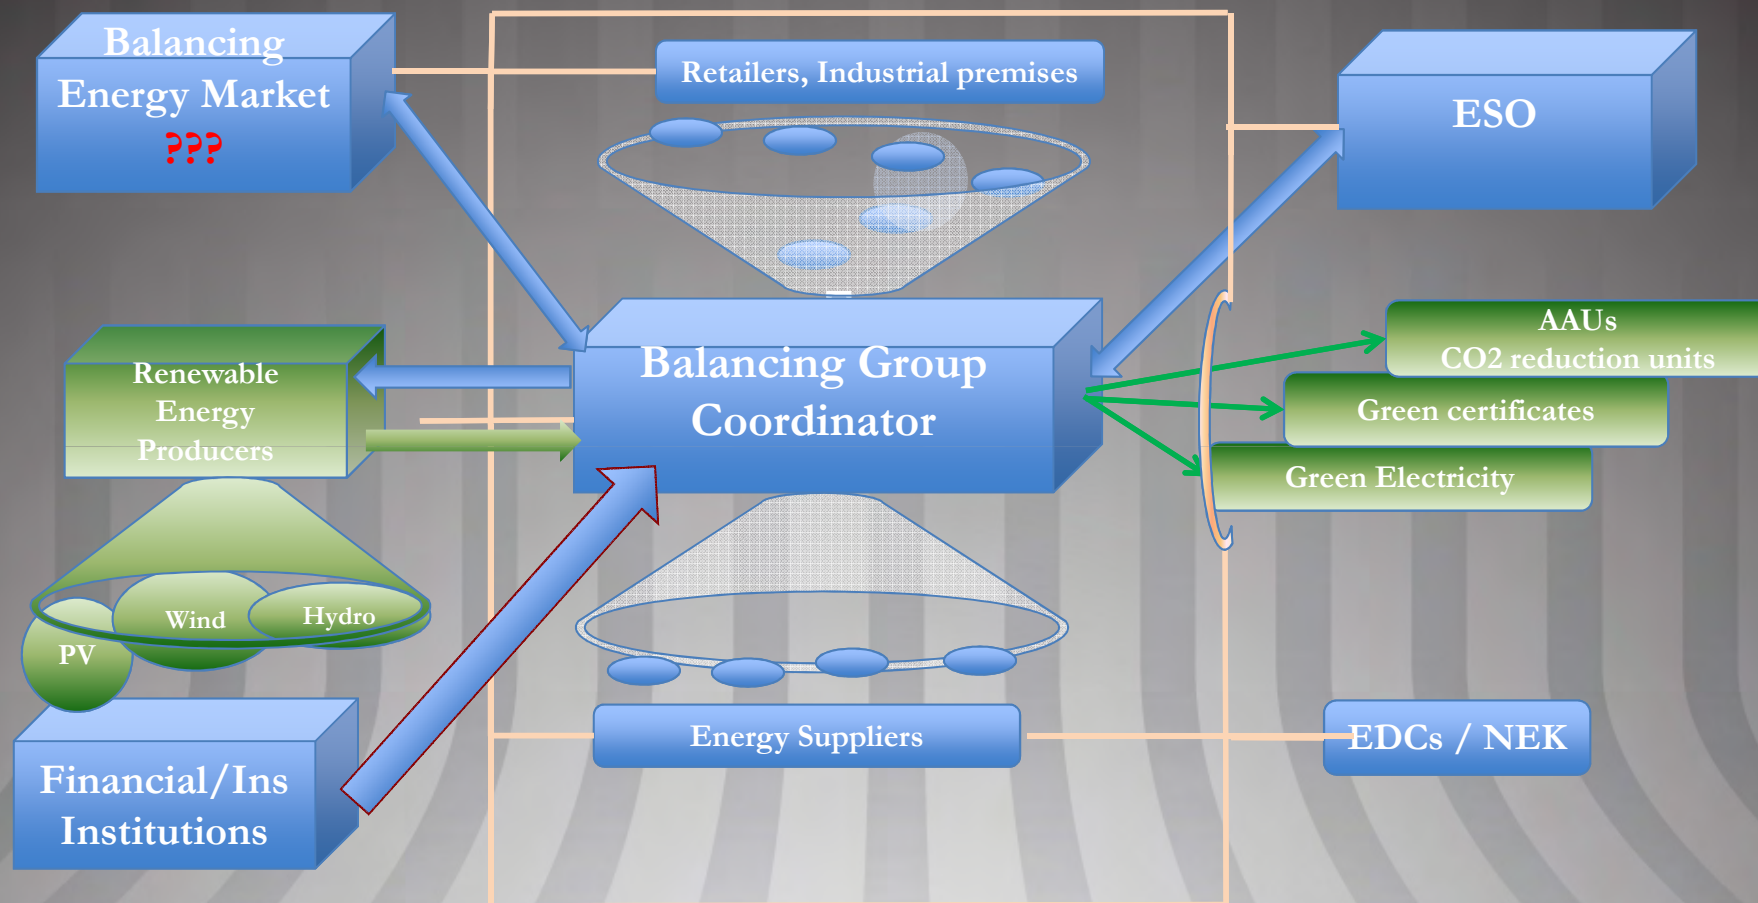 Balancing
Energy Market
???
Retailers, Industrial premises
ESO
Balancing Group
Coordinator
Renewable
Energy
Producers
AAUs
CO2 reduction units
Green certificates
Green Electricity
PV
Wind
Hydro
Energy Suppliers
EDCs / NEK
Financial/Ins
Institutions